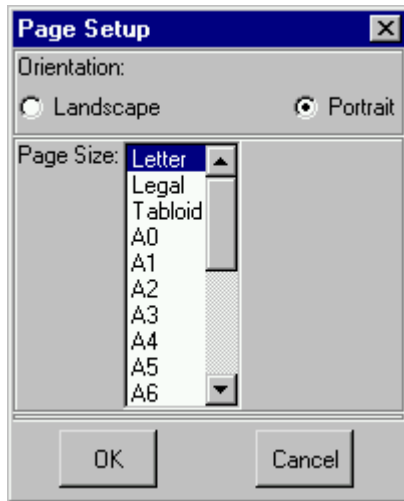 Page Setup
Orientation:
Landscape Portrait
Page Size: Letter
Legal
Tabloid
A0
A1
A2
A3
A4
A5
A6
OK Cancel